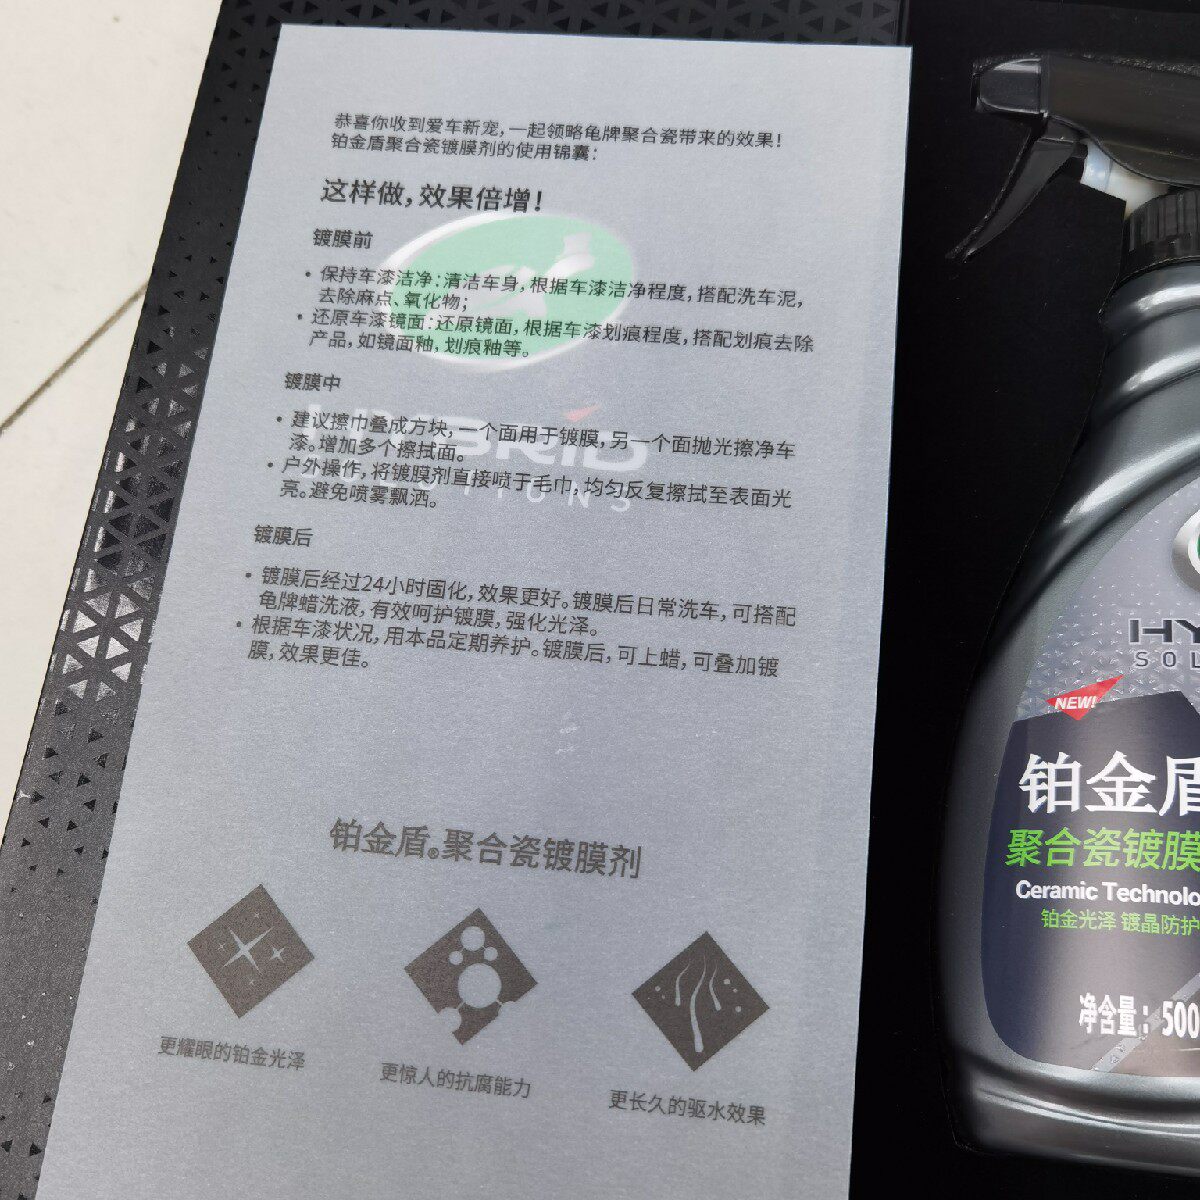 恭喜你收到爱车新宠,一起领略龟牌聚合瓷带来的效果!
铂金盾聚合瓷镀膜剂的使用锦囊:
这样做,效果倍增!
镀膜前
• 保持车漆洁净:清洁车身,根据车漆洁净程度,搭配洗车泥,
去除麻点、氧化物;
• 还原车漆镜面:还原镜面,根据车漆划痕程度,搭配划痕去除
产品,如镜面釉,划痕釉等。
镀膜中
• 建议擦巾叠成方块,一个面用于镀膜,另一个面抛光擦净车
漆。增加多个擦拭面。
• 户外操作,将镀膜剂直接喷于毛巾,均匀反复擦拭至表面光
亮。避免喷雾飘洒。
HYBRID
SOLUTIONS
镀膜后
• 镀膜后经过24小时固化,效果更好。镀膜后日常洗车,可搭配
龟牌蜡洗液,有效呵护镀膜,强化光泽。
• 根据车漆状况,用本品定期养护。镀膜后,可上蜡,可叠加镀
膜,效果更佳。
铂金盾®聚合瓷镀膜剂
更耀眼的铂金光泽
更惊人的抗腐能力
更长久的驱水效果
HY
SOL
NEW!
铂金盾
聚合瓷镀膜
Ceramic Technolo
铂金光泽 镀晶防护
净含量：500